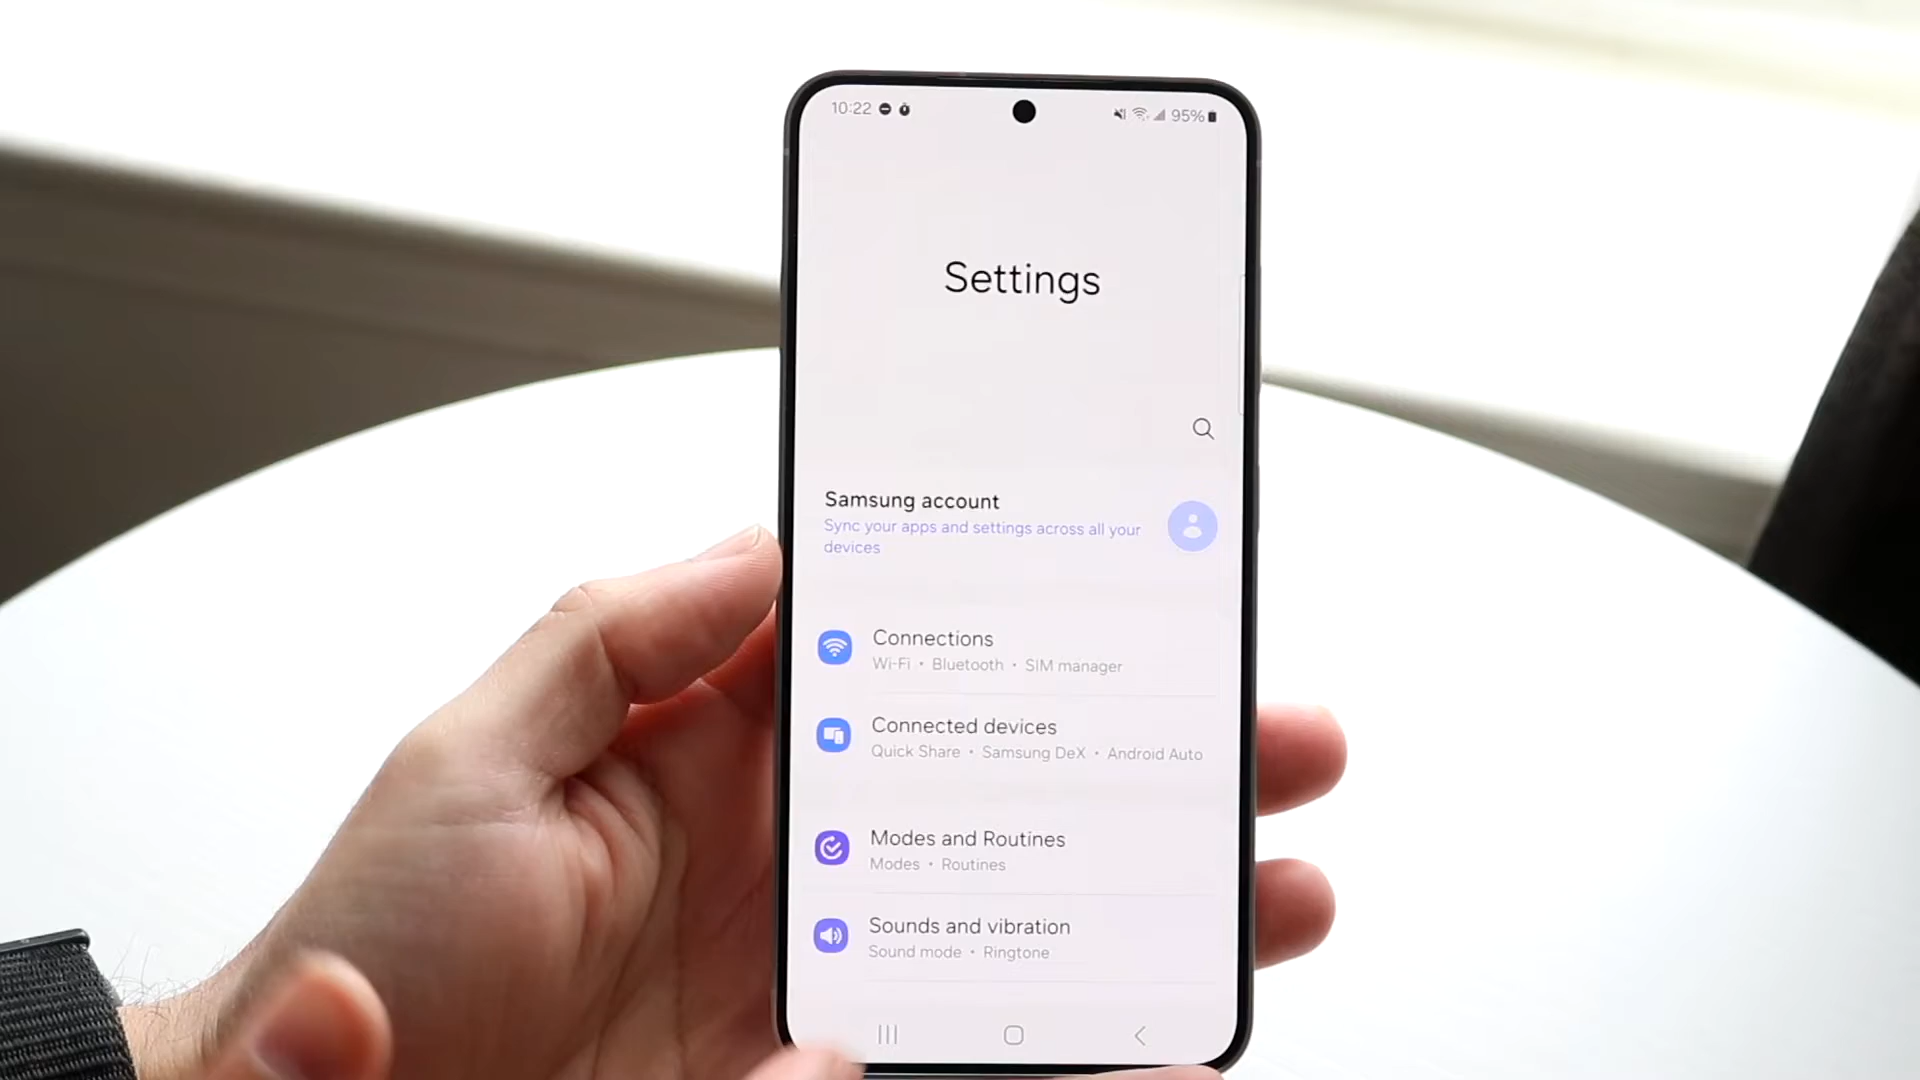 10:22
95%
Settings
Samsung account
Sync your apps and settings across all your
devices
Connections
Wi-Fi • Bluetooth • SIM manager
Connected devices
Quick Share • Samsung DeX • Android Auto
Modes and Routines
Modes • Routines
Sounds and vibration
Sound mode • Ringtone